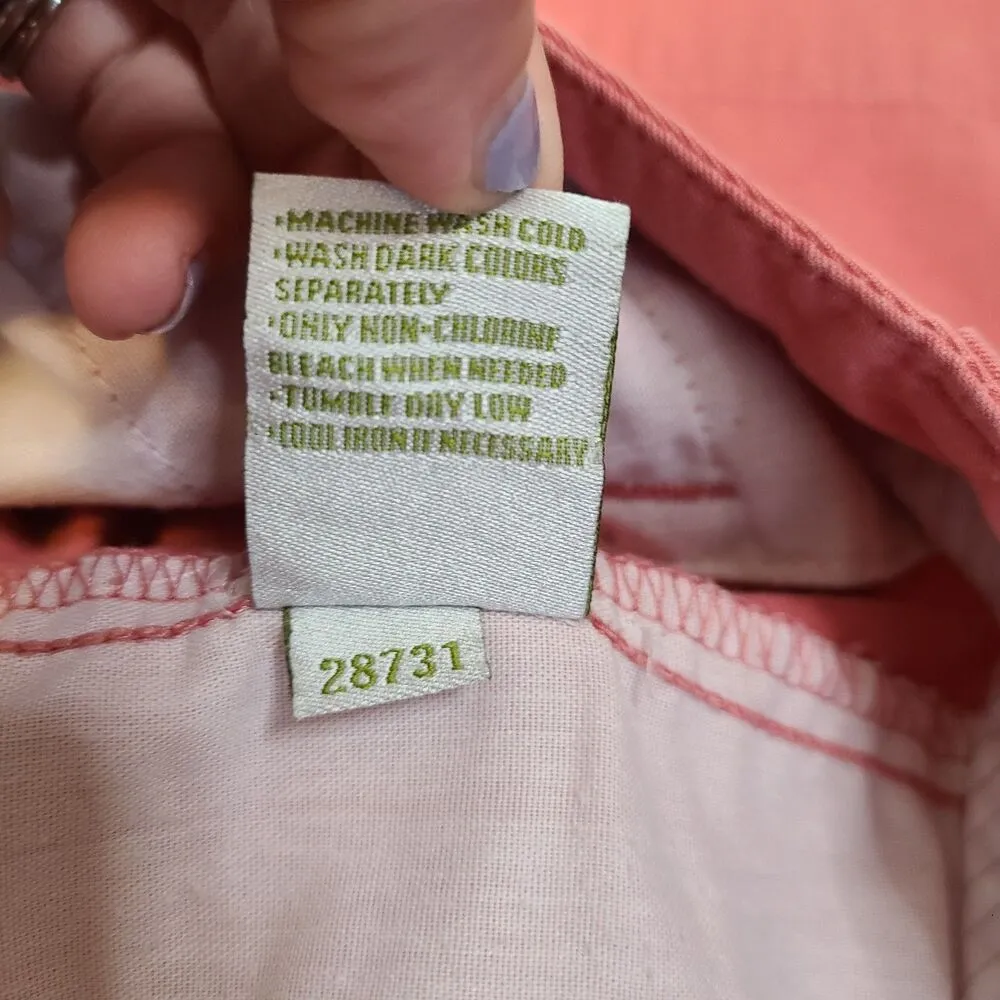 •MACHINE WASH COLD
•WASH DARK COLORS
SEPARATELY
•ONLY NON-CHLORINE
BLEACH WHEN NEEDED
•TUMBLE DRY LOW
•COOL IRON IF NECESSARY
28731